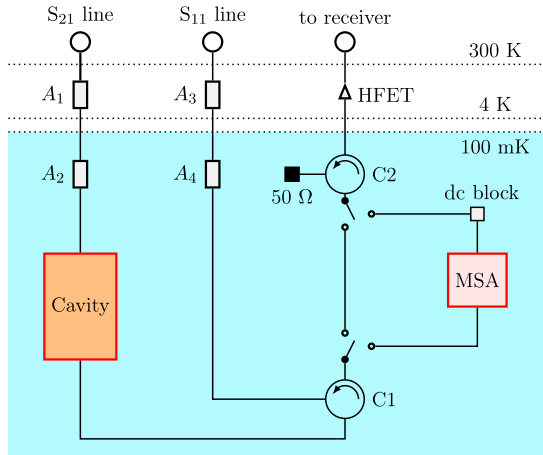 S₂₁ line
S₁₁ line
to receiver
300 K
A₁
A₃
HFET
4 K
100 mK
A₂
A₄
C2
50 Ω
dc block
Cavity
MSA
C1